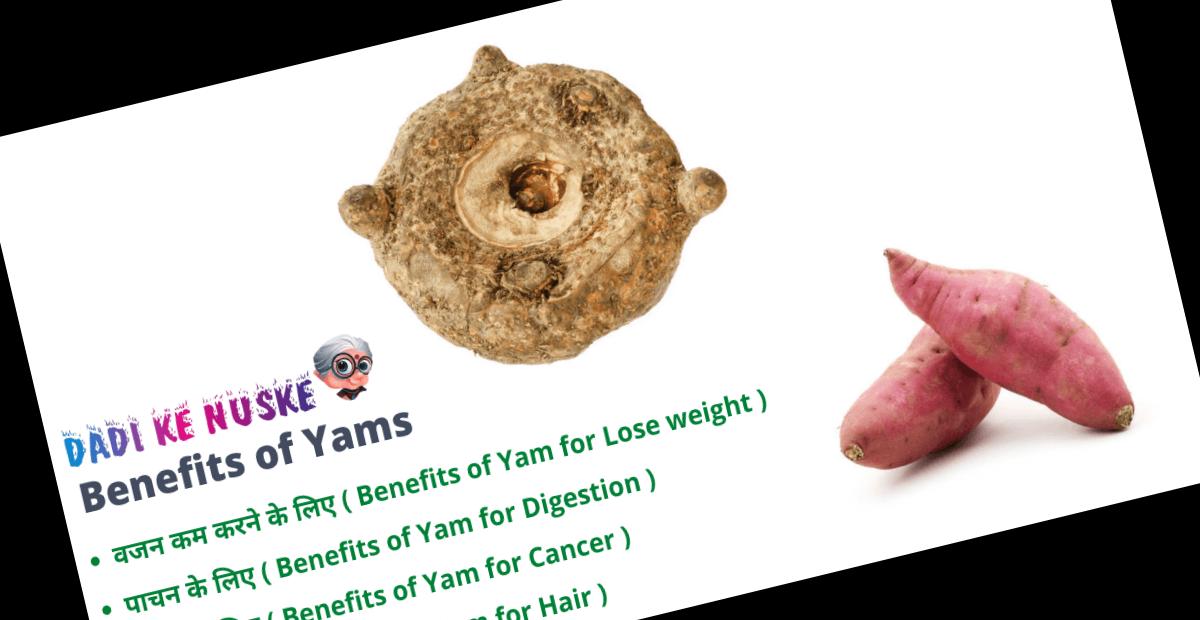 DADI KE NUSKE
Benefits of Yams
• वजन कम करने के लिए ( Benefits of Yam for Lose weight )
• पाचन के लिए ( Benefits of Yam for Digestion )
( Benefits of Yam for Cancer )
for Hair )